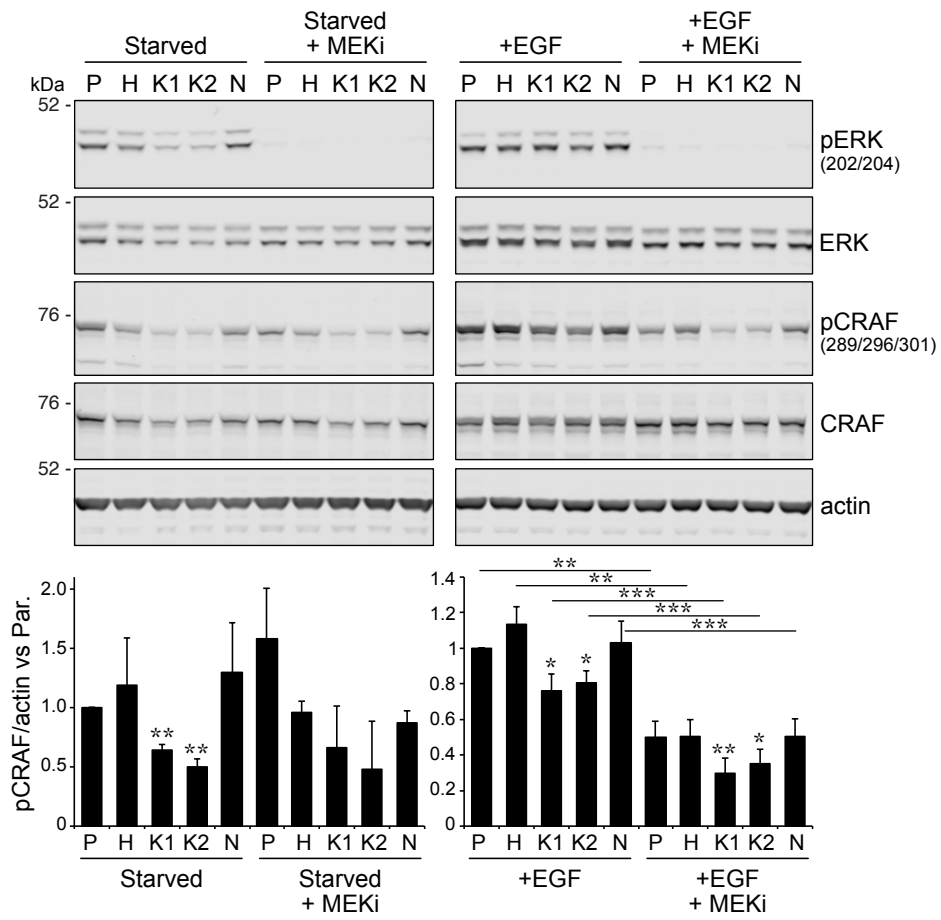 Starved
Starved
+ MEKi
+EGF
+EGF
+ MEKi
kDa
P H K1 K2 N P H K1 K2 N
P H K1 K2 N P H K1 K2 N
52 -
pERK
(202/204)
52 -
ERK
76 -
pCRAF
(289/296/301)
76 -
CRAF
52 -
actin
pCRAF/actin vs Par.
2.0
1.5
1.0
0.5
0
** **
P H K1 K2 N P H K1 K2 N
Starved
Starved
+ MEKi
1.4
1.2
1
0.8
0.6
0.4
0.2
0
**
**
***
***
***
* *
** *
P H K1 K2 N P H K1 K2 N
+EGF
+EGF
+ MEKi